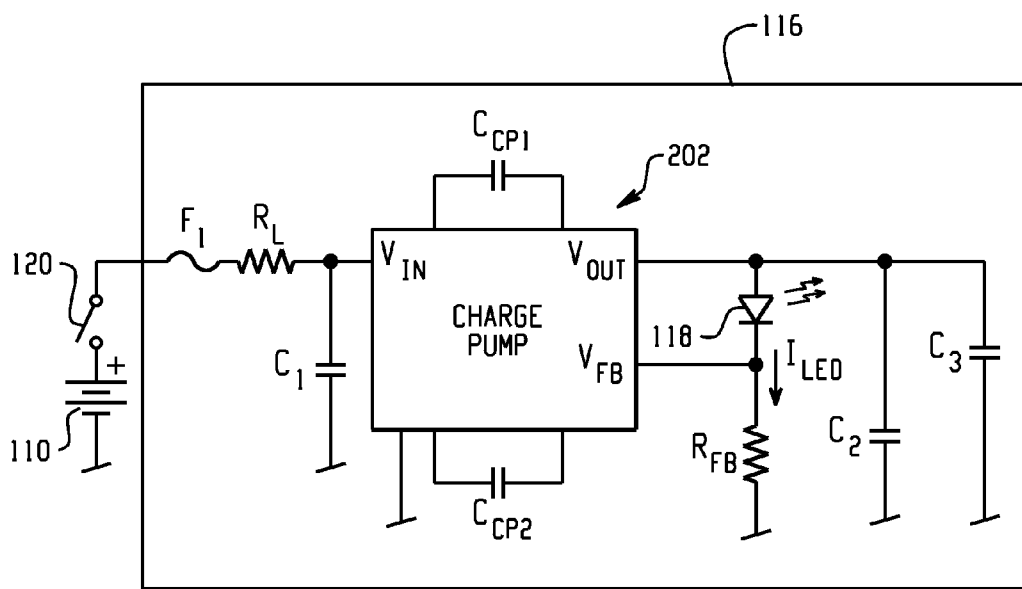 116
C_CP1
202
F_1
R_L
120
V_IN
V_OUT
CHARGE
PUMP
118
V_FB
I_LED
C_3
C_1
+
C_2
110
R_FB
C_CP2